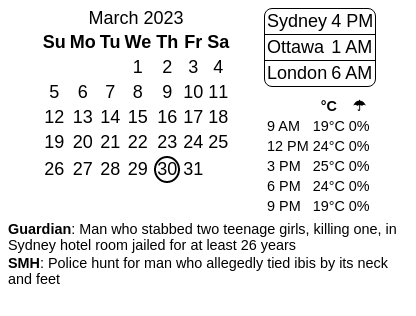 March 2023
Su Mo Tu We Th Fr Sa
1 2 3 4
5 6 7 8 9 10 11
12 13 14 15 16 17 18
19 20 21 22 23 24 25
26 27 28 29 30 31
Sydney 4 PM
Ottawa 1 AM
London 6 AM
°C ☂
9 AM 19°C 0%
12 PM 24°C 0%
3 PM 25°C 0%
6 PM 24°C 0%
9 PM 19°C 0%
Guardian: Man who stabbed two teenage girls, killing one, in
Sydney hotel room jailed for at least 26 years
SMH: Police hunt for man who allegedly tied ibis by its neck
and feet